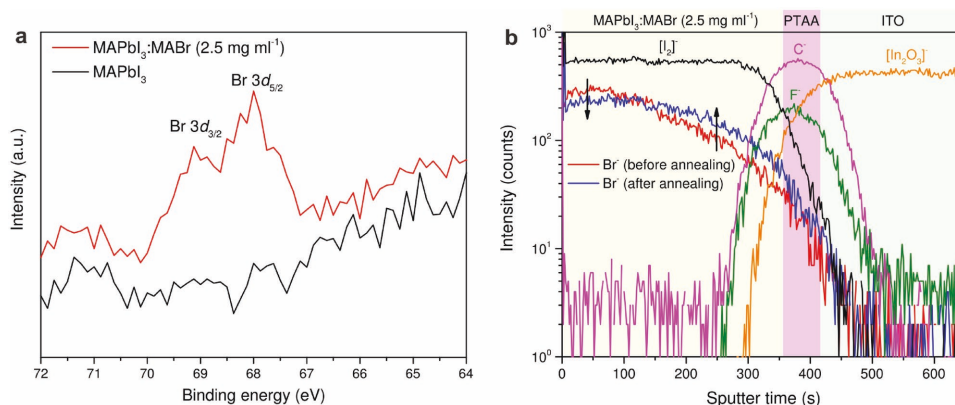 a
MAPbI₃:MABr (2.5 mg ml⁻¹)
MAPbI₃
Br 3d₃/₂
Br 3d₅/₂
Intensity (a.u.)
72 71 70 69 68 67 66 65 64
Binding energy (eV)
b
MAPbI₃:MABr (2.5 mg ml⁻¹) PTAA ITO
[I₂]⁻
C⁻
[In₂O₃]⁻
F⁻
Br⁻ (before annealing)
Br⁻ (after annealing)
Intensity (counts)
10³
10²
10¹
10⁰
0 100 200 300 400 500 600
Sputter time (s)